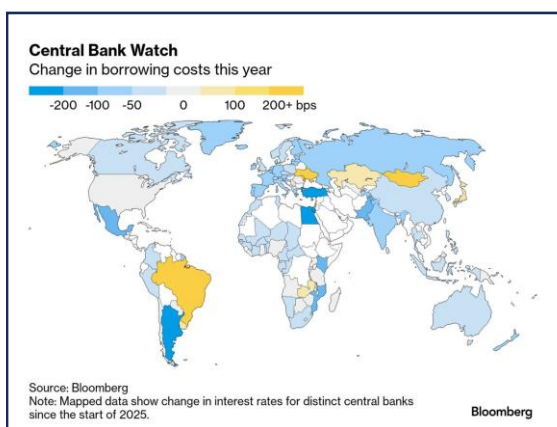 Central Bank Watch
Change in borrowing costs this year
-200 -100 -50 0 100 200+ bps
Source: Bloomberg
Note: Mapped data show change in interest rates for distinct central banks
since the start of 2025.
Bloomberg